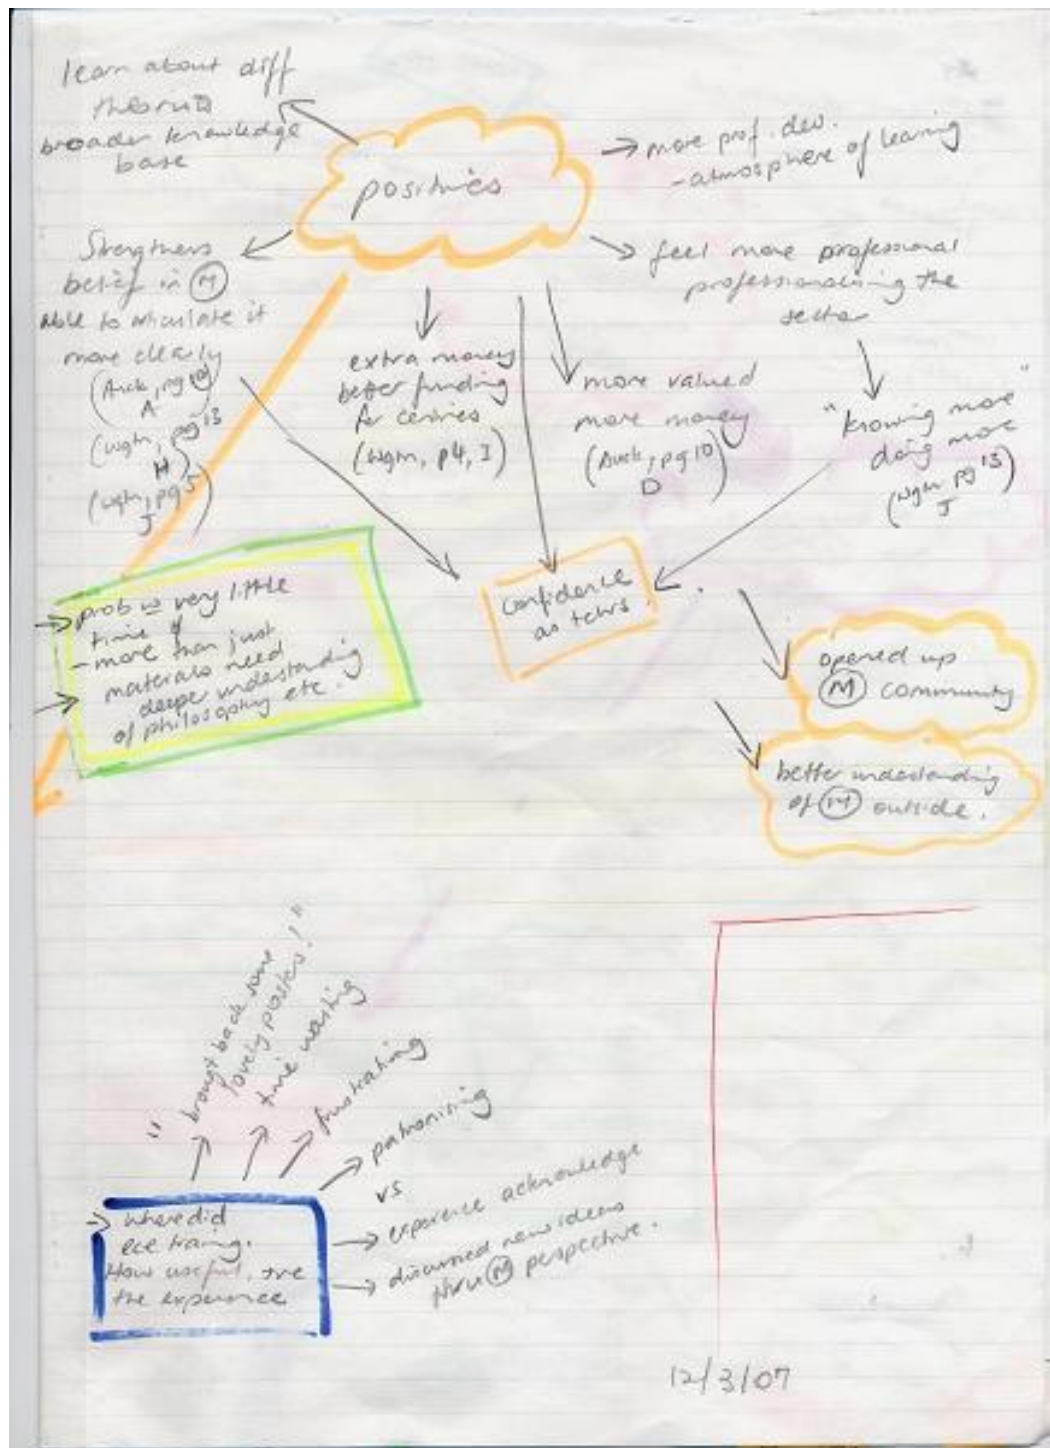 learn about diff
theorists
broader knowledge
base
positives
→ more prof. dev.
- atmosphere of learning
Strengthens
belief in Ⓜ
able to articulate it
more clearly
(Auck, pg 10)
A
(Wgtn, pg 13
H)
(Wgtn, pg 5
J)
extra money
better funding
for centres
(Wgtn, p4, I)
more valued
more money
(Auck, pg 10)
D
feel more professional
professionalising the
sector
"knowing more"
doing more
(Wgtn pg 13)
J
→ prob w very little
time &
- more than just
materials need
deeper understanding
of philosophy etc.
confidence
as tchrs.
opened up
Ⓜ community
better understanding
of Ⓜ outside.
"brought back some
lovely posters!"
time wasting
frustrating
patronising
vs
experience acknowledge
discussed new ideas
thru Ⓜ perspective.
→ where did
ece traing.
How useful, the
the experience
12/3/07